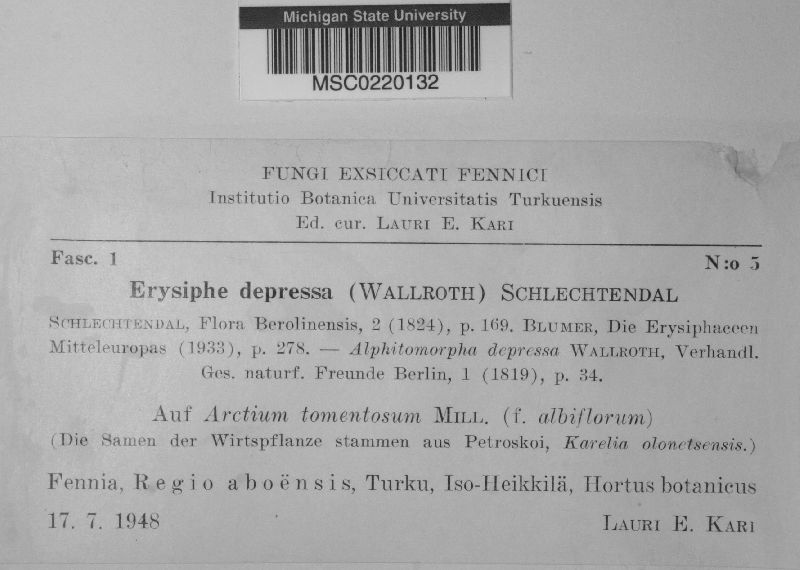 Michigan State University
MSC0220132
FUNGI EXSICCATI FENNICI
Institutio Botanica Universitatis Turkuensis
Ed. cur. LAURI E. KARI
Fasc. 1 N:o 5
Erysiphe depressa (WALLROTH) SCHLECHTENDAL
SCHLECHTENDAL, Flora Berolinensis, 2 (1824), p. 169. BLUMER, Die Erysiphaceen
Mitteleuropas (1933), p. 278. — Alphitomorpha depressa WALLROTH, Verhandl.
Ges. naturf. Freunde Berlin, 1 (1819), p. 34.
Auf Arctium tomentosum MILL. (f. albiflorum)
(Die Samen der Wirtspflanze stammen aus Petroskoi, Karelia olonetsensis.)
Fennia, Regio aboënsis, Turku, Iso-Heikkilä, Hortus botanicus
17. 7. 1948 LAURI E. KARI